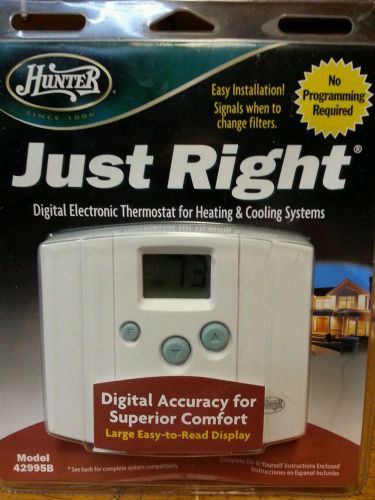 HUNTER
SINCE 1886
Easy Installation!
Signals when to
change filters.
No
Programming
Required
Just Right®
Digital Electronic Thermostat for Heating & Cooling Systems
73
F
Digital Accuracy for
Superior Comfort
Large Easy-to-Read Display
HUNTER
Model
42995B
* See back for complete system compatibility
Complete Do-It-Yourself Instructions Enclosed
Instrucciones en Espanol Incluidas